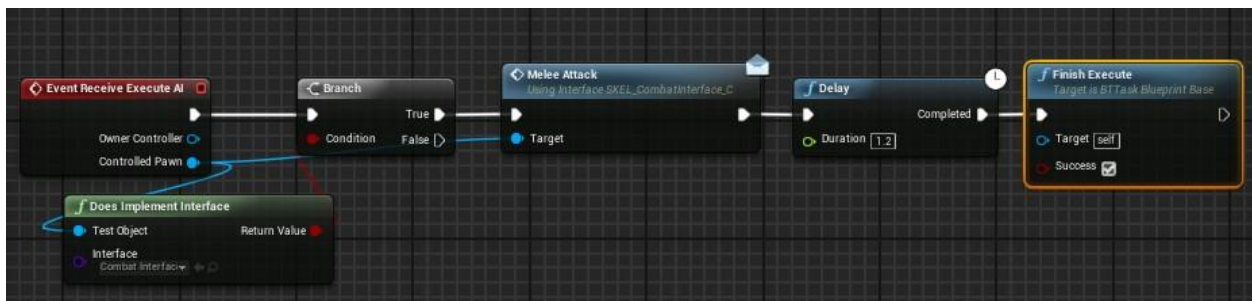 Event Receive Execute AI
Owner Controller
Controlled Pawn
Does Implement Interface
Test Object
Return Value
Interface
Combat Interfac
Branch
True
Condition
False
Melee Attack
Using Interface SKEL_CombatInterface_C
Target
Delay
Completed
Duration 1.2
Finish Execute
Target is BTTask Blueprint Base
Target self
Success